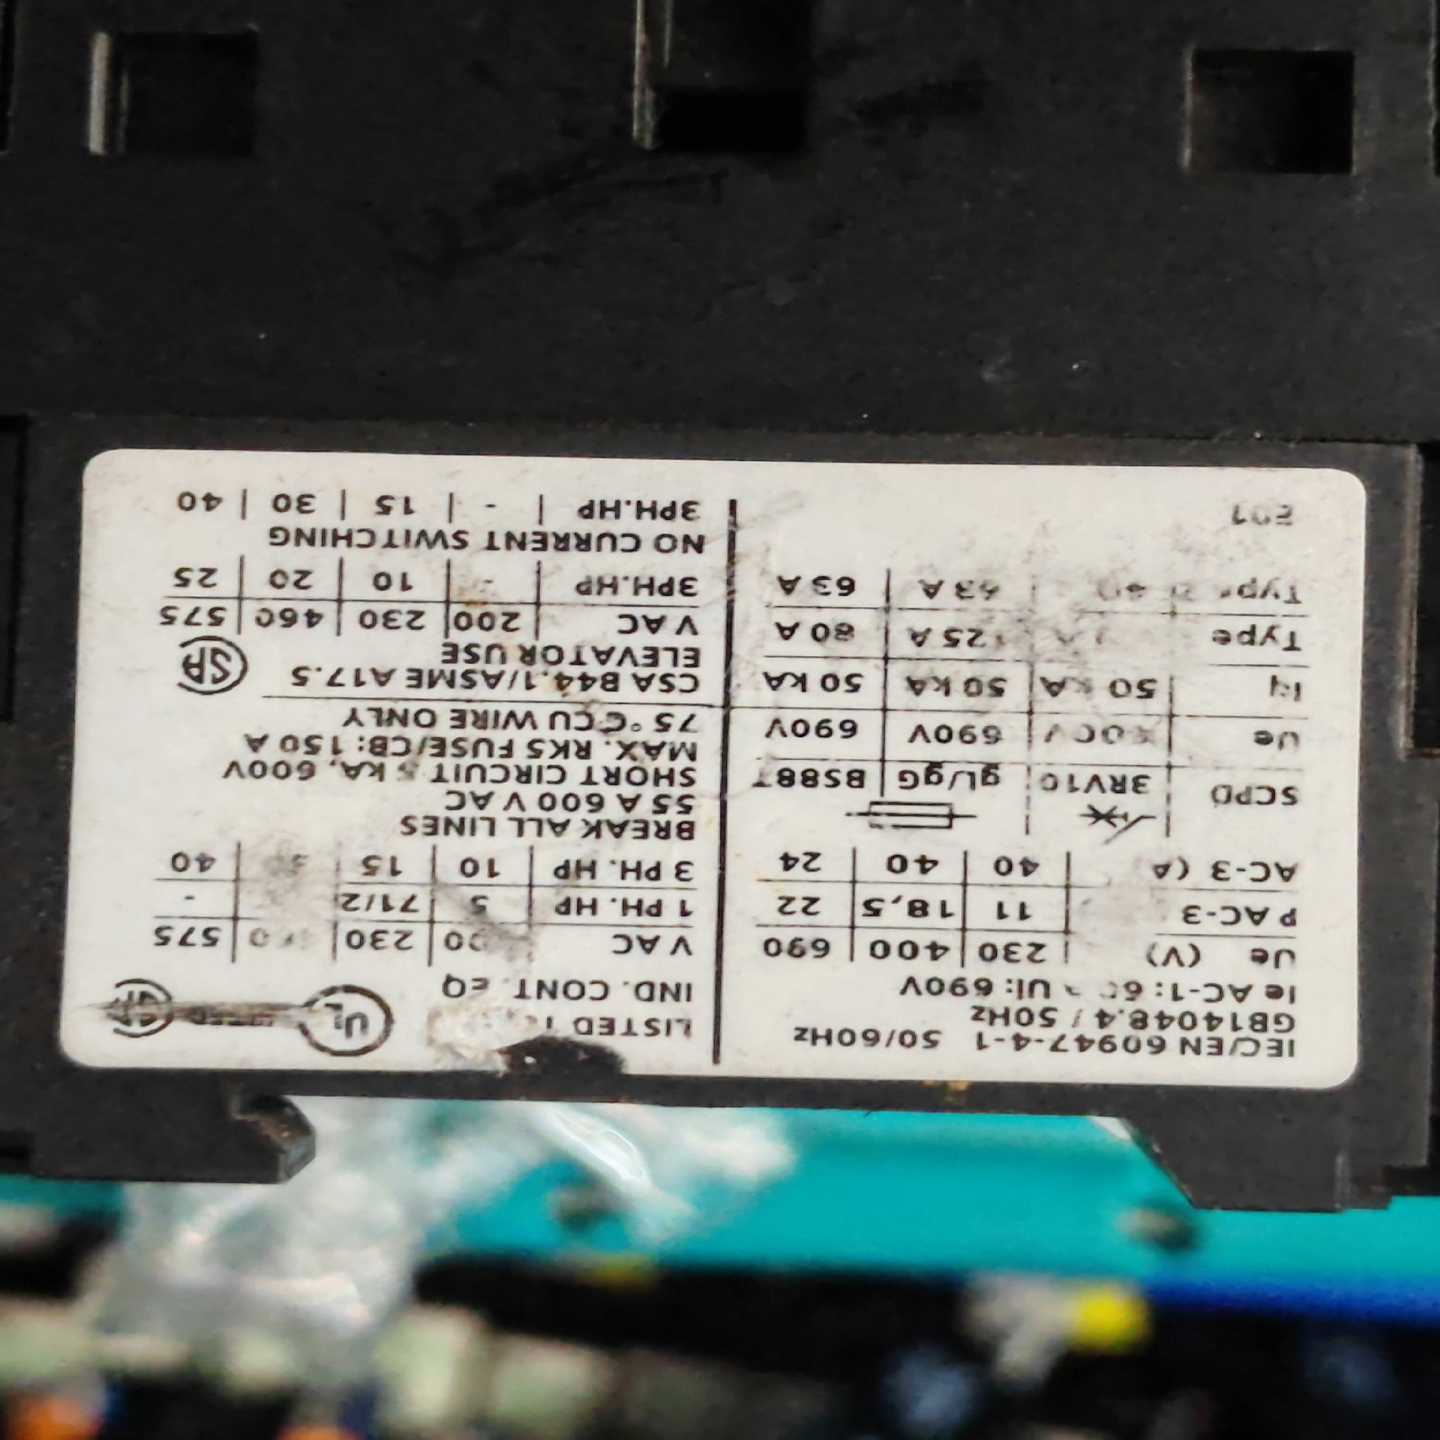 IEC/EN 60947-4-1 50/60Hz
GB14048.4 / 50Hz
Ie AC-1: Ui: 690V
Ue (V) 230 400 690
P AC-3 11 18,5 22
AC-3 (A 40 40 24
SCPD 3RV10 gL/gG BS88
Ue 690V 690V
Iq 50 kA 50 kA 50 kA
Type 80 A
Type 63 A 63 A
E01
LISTED
IND. CONT. EQ
UL
V AC 230 575
1 PH. HP 5 71/2 -
3 PH. HP 10 15 40
BREAK ALL LINES
55 A 600 V AC
SHORT CIRCUIT kA, 600V
MAX. RK5 FUSE/CB: 150 A
75 °C CU WIRE ONLY
CSA B44.1/ASME A17.5
ELEVATOR USE
SA
V AC 200 230 460 575
3PH.HP - 10 20 25
NO CURRENT SWITCHING
3PH.HP - 15 30 40